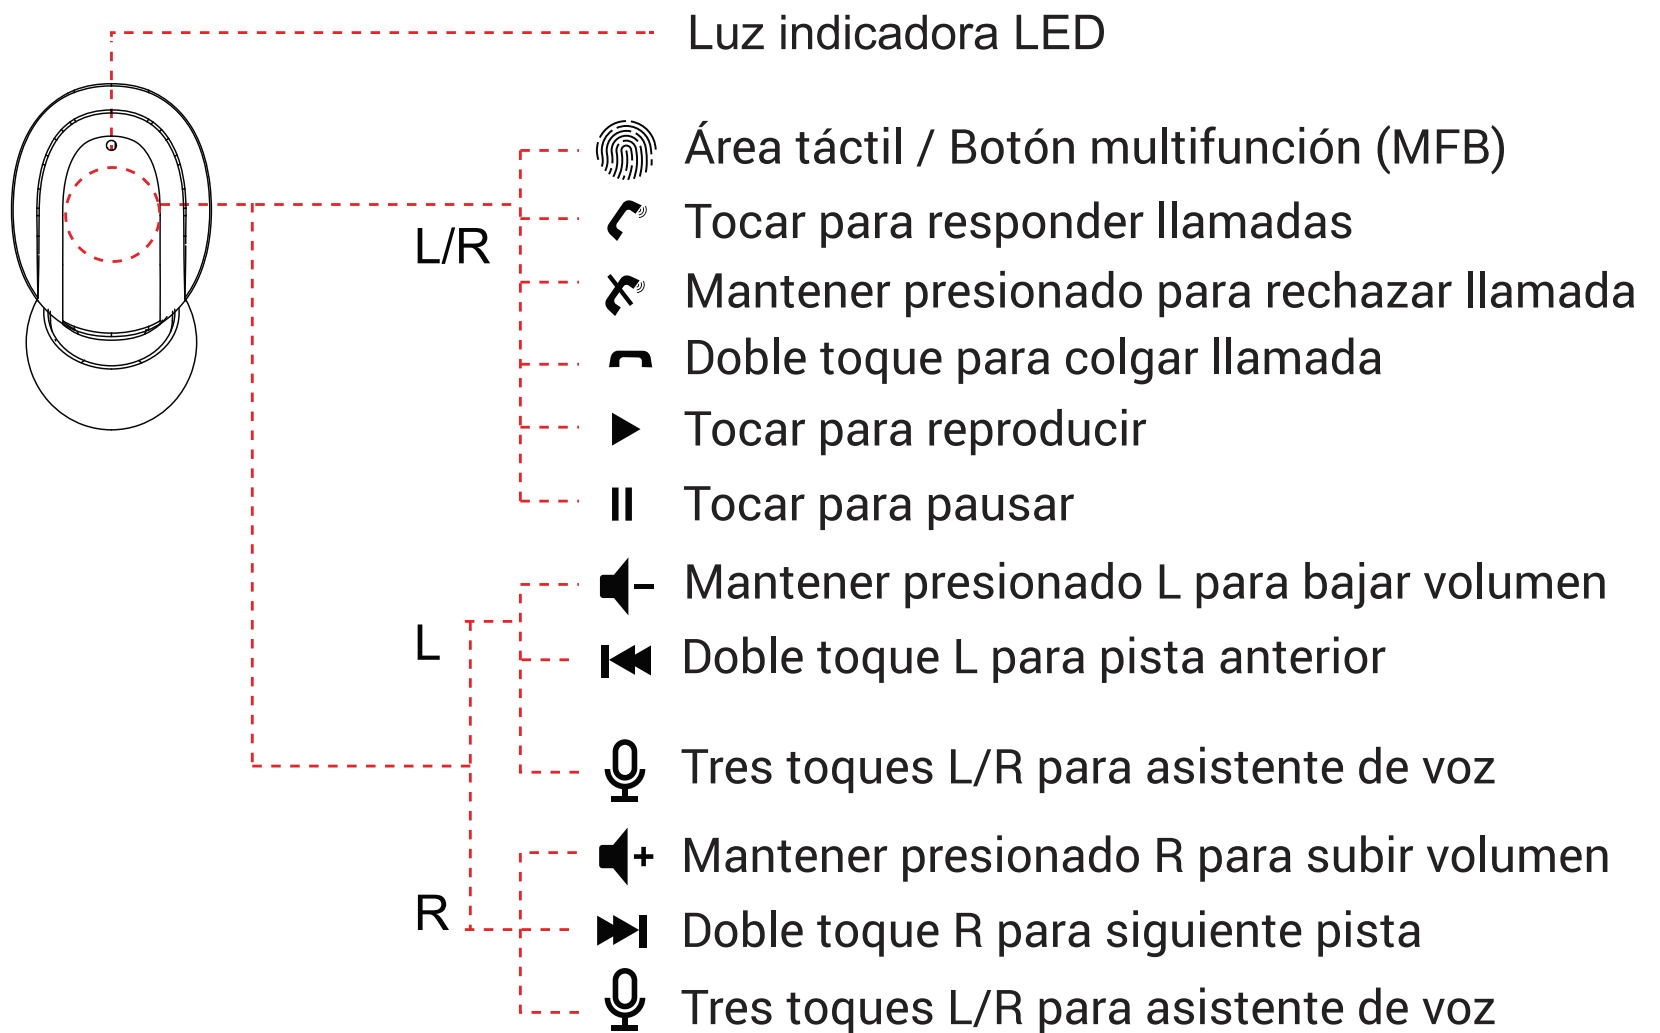 Luz indicadora LED
Área táctil / Botón multifunción (MFB)
Tocar para responder llamadas
L/R
Mantener presionado para rechazar llamada
Doble toque para colgar llamada
Tocar para reproducir
Tocar para pausar
Mantener presionado L para bajar volumen
L
Doble toque L para pista anterior
Tres toques L/R para asistente de voz
Mantener presionado R para subir volumen
R
Doble toque R para siguiente pista
Tres toques L/R para asistente de voz